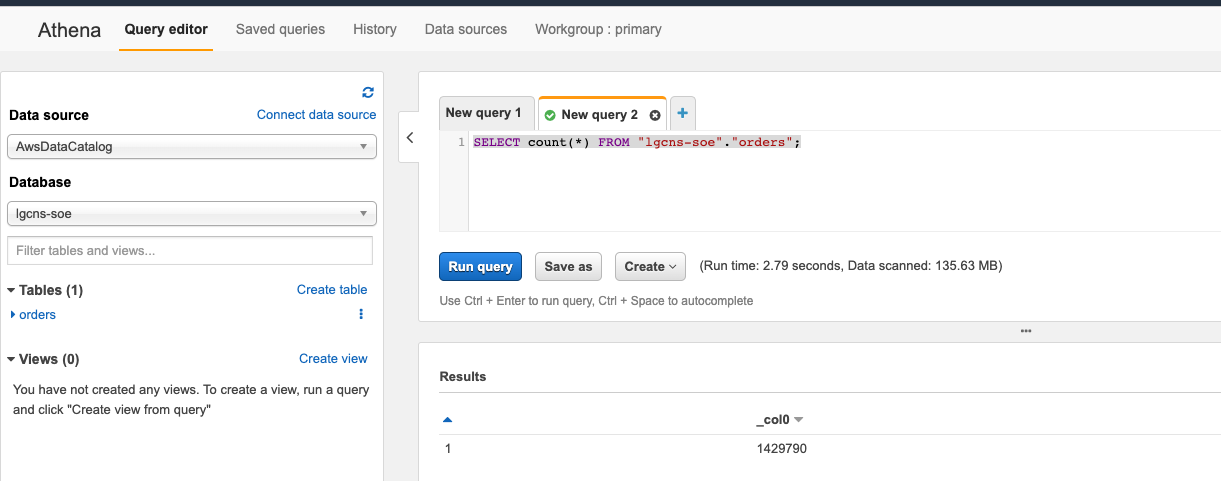 Athena Query editor Saved queries History Data sources Workgroup : primary
Data source Connect data source
AwsDataCatalog
Database
lgcns-soe
Filter tables and views...
Tables (1) Create table
orders
Views (0) Create view
You have not created any views. To create a view, run a query
and click "Create view from query"
New query 1 New query 2 +
1 SELECT count(*) FROM "lgcns-soe"."orders";
Run query Save as Create (Run time: 2.79 seconds, Data scanned: 135.63 MB)
Use Ctrl + Enter to run query, Ctrl + Space to autocomplete
Results
_col0
1 1429790